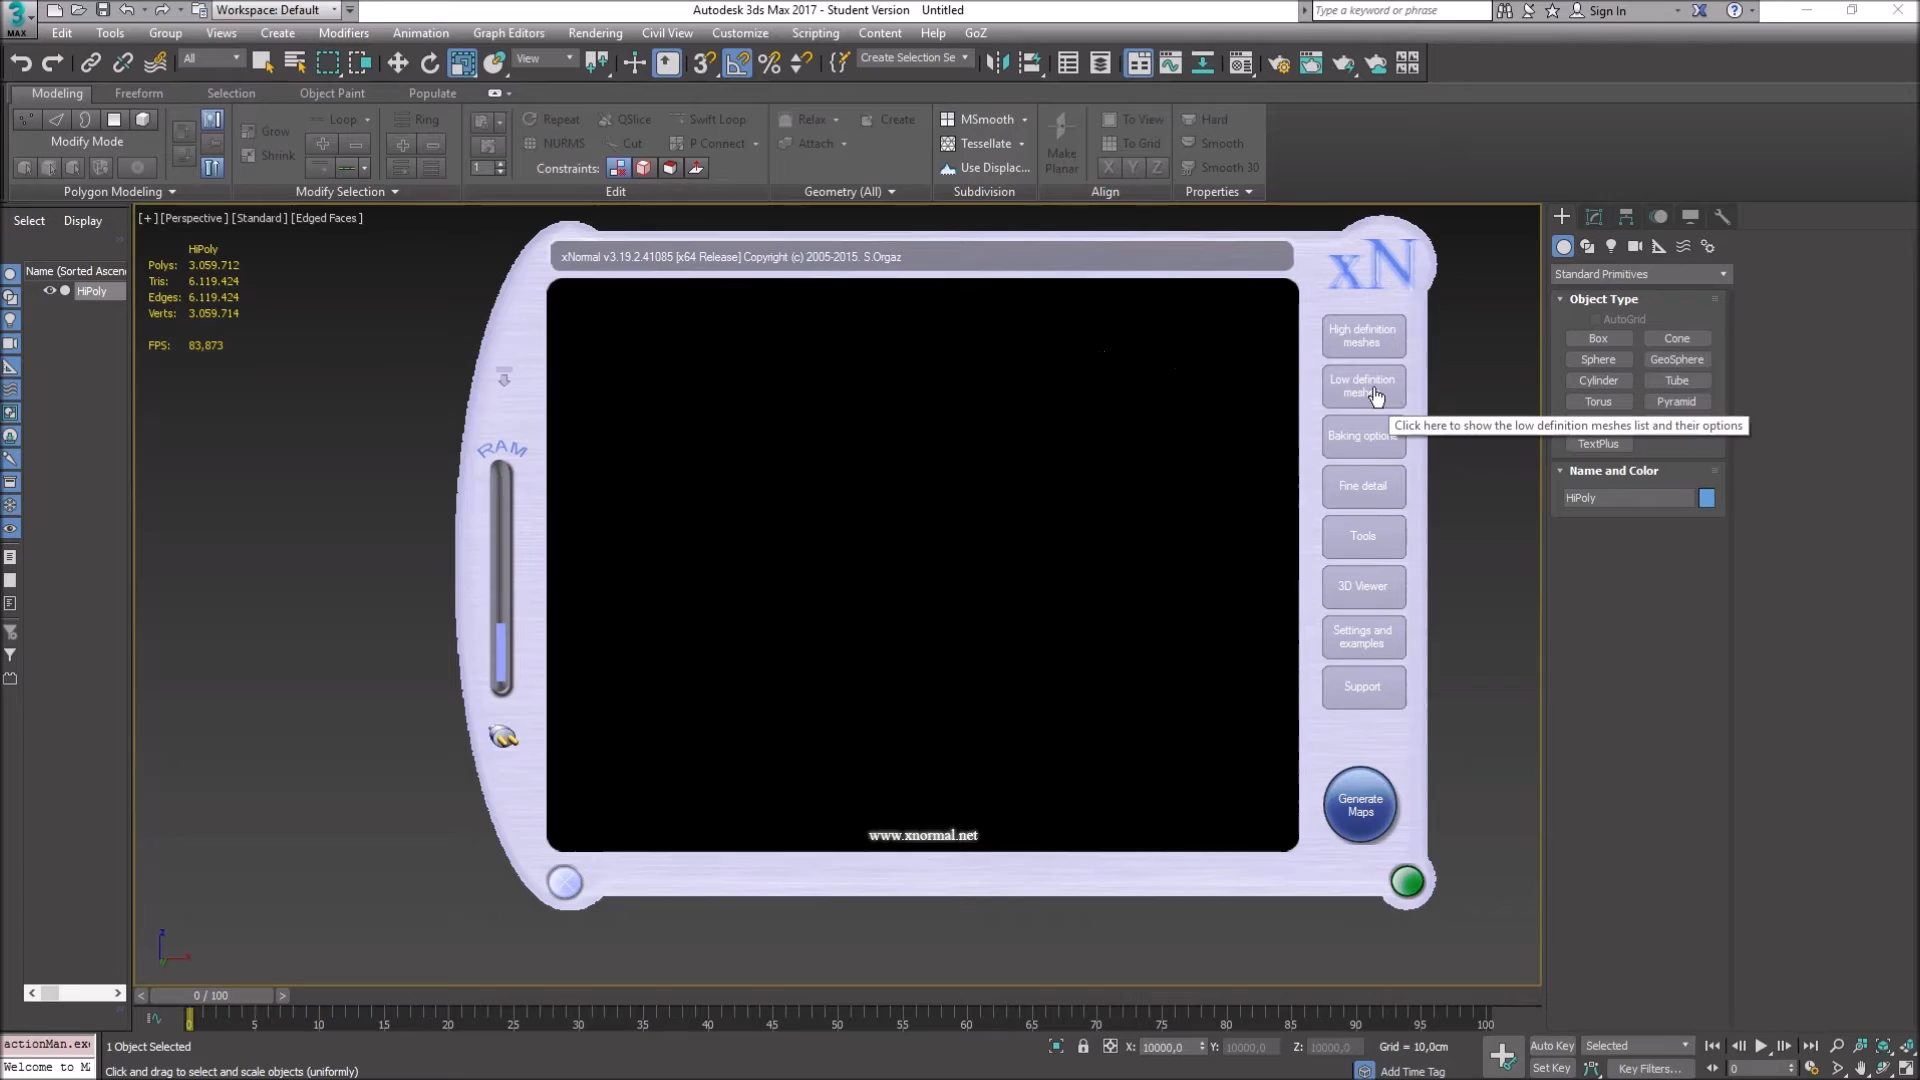 Workspace: Default
Autodesk 3ds Max 2017 - Student Version Untitled
Type a keyword or phrase
Sign In
MAX
Edit Tools Group Views Create Modifiers Animation Graph Editors Rendering Civil View Customize Scripting Content Help GoZ
All
View
Create Selection Se
Modeling Freeform Selection Object Paint Populate
Modify Mode
Grow
Shrink
Loop
Ring
Repeat QSlice Swift Loop
NURMS Cut P Connect
1
Constraints:
Relax Create
Attach
MSmooth
Tessellate
Use Displac...
Make
Planar
To View
To Grid
X Y Z
Hard
Smooth
Smooth 30
Polygon Modeling Modify Selection Edit Geometry (All) Subdivision Align Properties
Select Display
Name (Sorted Ascen
HiPoly
[+] [Perspective] [Standard] [Edged Faces]
HiPoly
Polys: 3.059.712
Tris: 6.119.424
Edges: 6.119.424
Verts: 3.059.714
FPS: 83,873
xNormal v3.19.2.41085 [x64 Release] Copyright (c) 2005-2015. S.Orgaz
xN
RAM
High definition
meshes
Low definition
meshes
Click here to show the low definition meshes list and their options
Baking options
Fine detail
Tools
3D Viewer
Settings and
examples
Support
Generate
Maps
www.xnormal.net
Standard Primitives
Object Type
AutoGrid
Box Cone
Sphere GeoSphere
Cylinder Tube
Torus Pyramid
TextPlus
Name and Color
HiPoly
z
x
0 / 100
0 5 10 15 20 25 30 35 40 45 50 55 60 65 70 75 80 85 90 95 100
actionMan.exe
Welcome to M
1 Object Selected
Click and drag to select and scale objects (uniformly)
X: 10000,0 Y: 10000,0 Z: 10000,0 Grid = 10,0cm
Add Time Tag
Auto Key Selected
Set Key Key Filters...
0